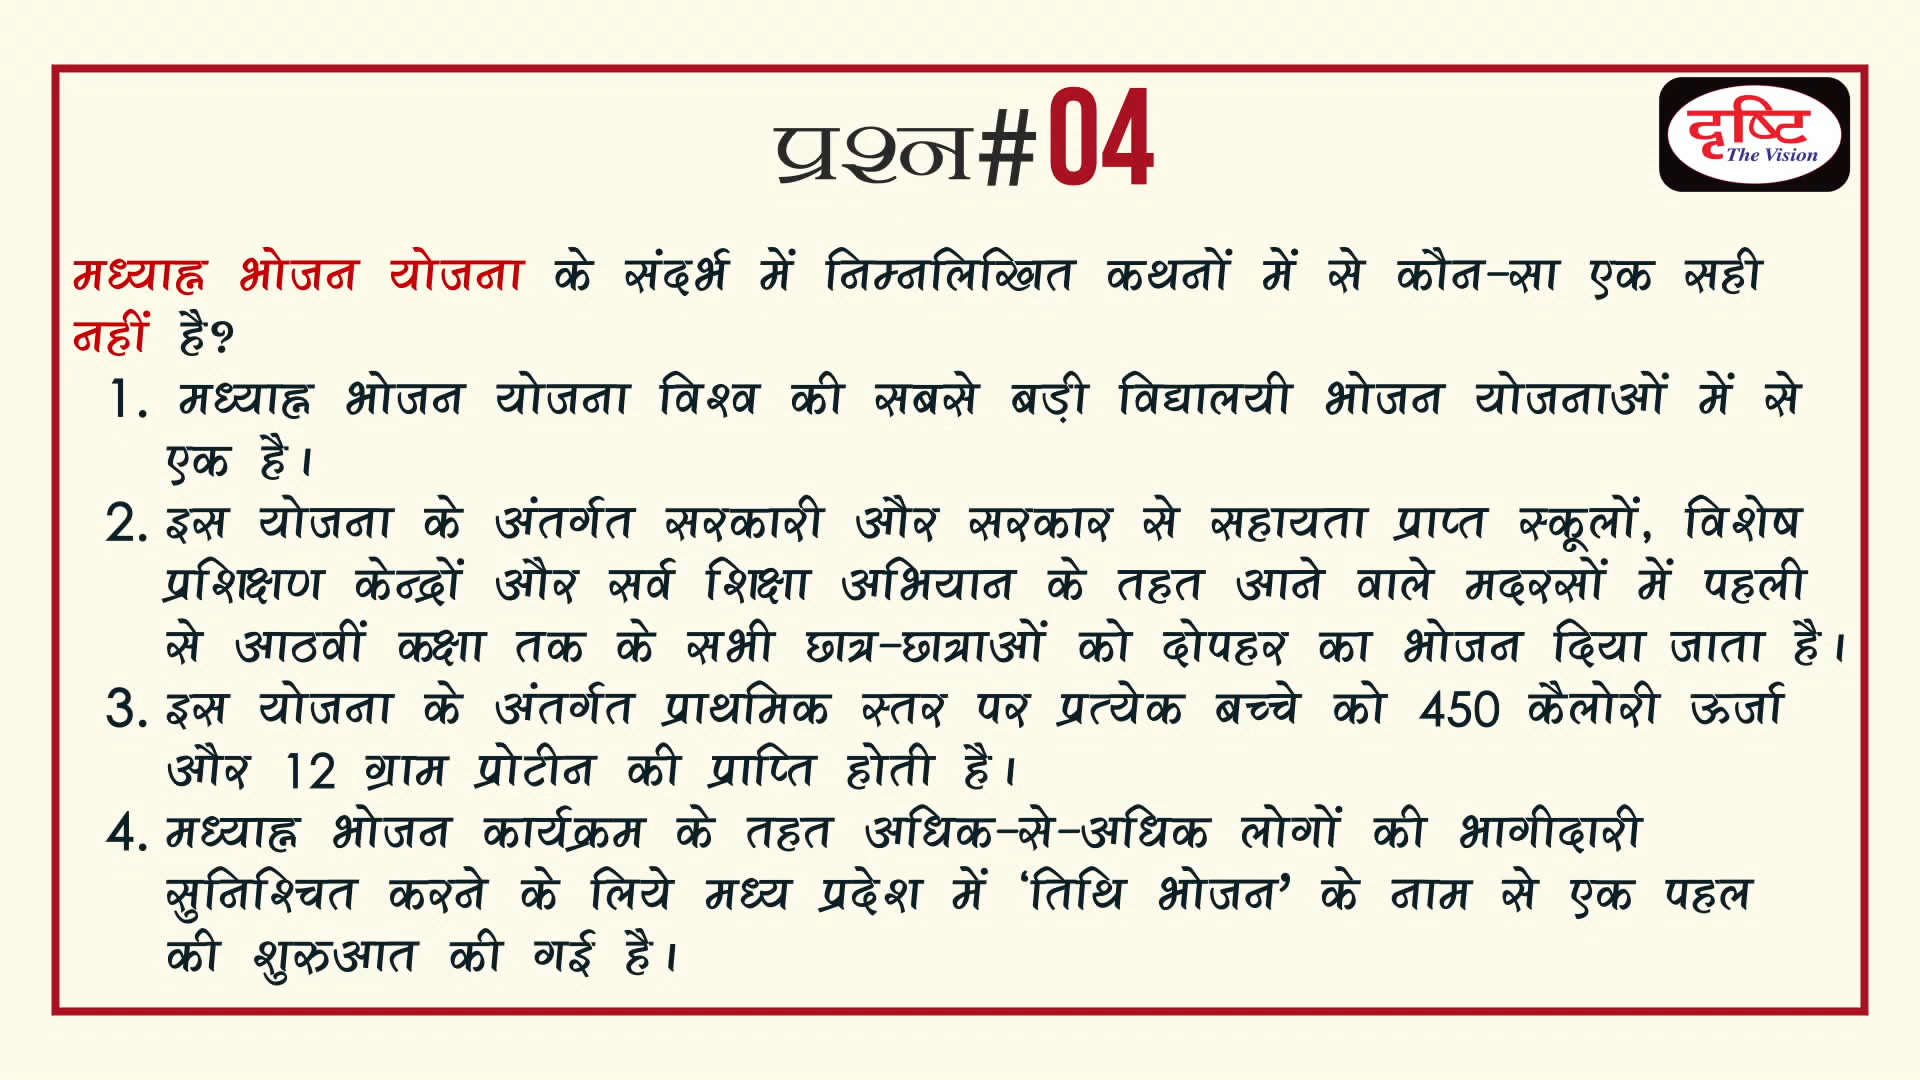 प्रश्न#04
दृष्टि
The Vision
मध्याह्न भोजन योजना के संदर्भ में निम्नलिखित कथनों में से कौन-सा एक सही
नहीं है?
1. मध्याह्न भोजन योजना विश्व की सबसे बड़ी विद्यालयी भोजन योजनाओं में से
एक है।
2. इस योजना के अंतर्गत सरकारी और सरकार से सहायता प्राप्त स्कूलों, विशेष
प्रशिक्षण केन्द्रों और सर्व शिक्षा अभियान के तहत आने वाले मदरसों में पहली
से आठवीं कक्षा तक के सभी छात्र-छात्राओं को दोपहर का भोजन दिया जाता है।
3. इस योजना के अंतर्गत प्राथमिक स्तर पर प्रत्येक बच्चे को 450 कैलोरी ऊर्जा
और 12 ग्राम प्रोटीन की प्राप्ति होती है।
4. मध्याह्न भोजन कार्यक्रम के तहत अधिक-से-अधिक लोगों की भागीदारी
सुनिश्चित करने के लिये मध्य प्रदेश में ‘तिथि भोजन’ के नाम से एक पहल
की शुरुआत की गई है।